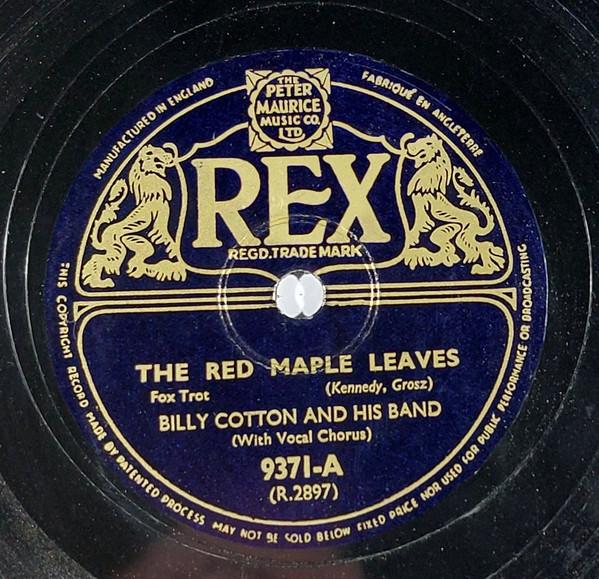 MANUFACTURED IN ENGLAND
FABRIQUÉ EN ANGLETERRE
THE
PETER
MAURICE
MUSIC CO.
LTD.
REX
REGD. TRADE MARK
THE RED MAPLE LEAVES
Fox Trot (Kennedy, Grosz)
BILLY COTTON AND HIS BAND
(With Vocal Chorus)
9371-A
(R.2897)
THIS COPYRIGHT RECORD MADE BY PATENTED PROCESS MAY NOT BE SOLD BELOW FIXED PRICE NOR USED FOR PUBLIC PERFORMANCE OR BROADCASTING